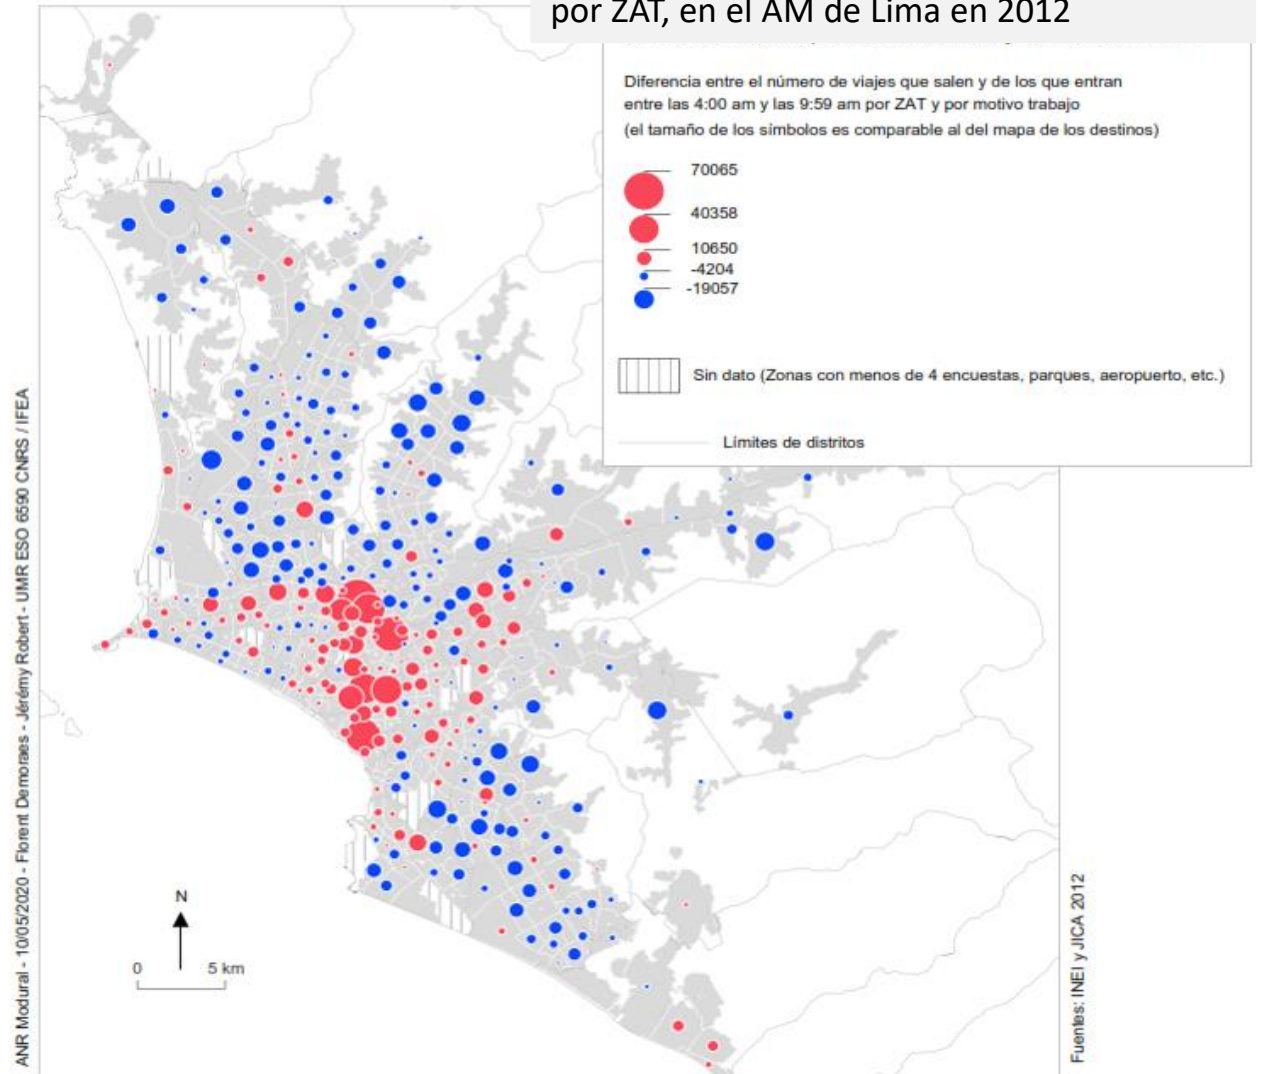 por ZAT, en el AM de Lima en 2012
Diferencia entre el número de viajes que salen y de los que entran
entre las 4:00 am y las 9:59 am por ZAT y por motivo trabajo
(el tamaño de los símbolos es comparable al del mapa de los destinos)
70065
40358
10650
-4204
-19057
Sin dato (Zonas con menos de 4 encuestas, parques, aeropuerto, etc.)
Límites de distritos
N
0 5 km
ANR Modural - 10/05/2020 - Florent Demoraes - Jérémy Robert - UMR ESO 6590 CNRS / IFEA
Fuentes: INEI y JICA 2012